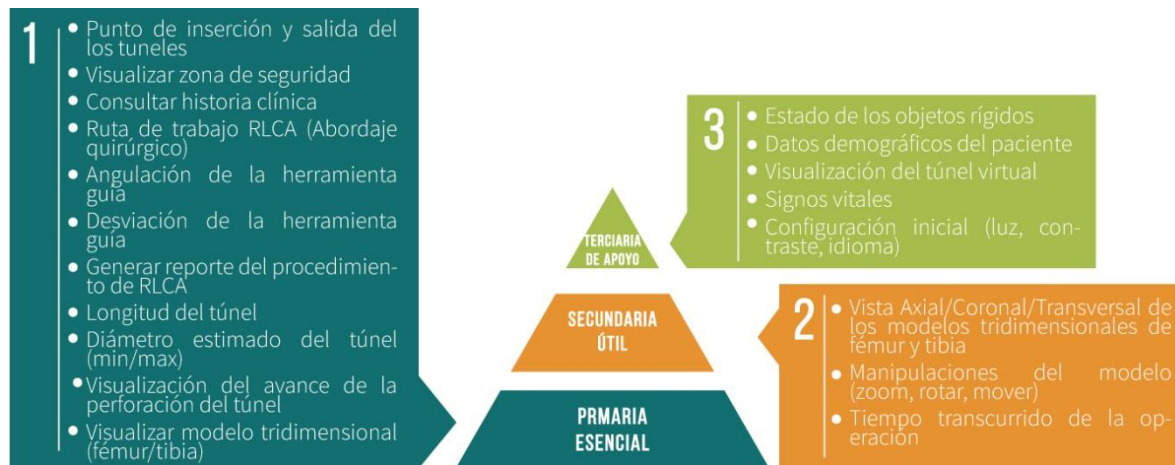 1
• Punto de inserción y salida del
los tuneles
• Visualizar zona de seguridad
• Consultar historia clínica
• Ruta de trabajo RLCA (Abordaje
quirúrgico)
• Angulación de la herramienta
guía
• Desviación de la herramienta
guía
• Generar reporte del procedimien-
to de RLCA
• Longitud del túnel
• Diámetro estimado del túnel
(min/max)
• Visualización del avance de la
perforación del túnel
• Visualizar modelo tridimensional
(fémur/tibia)
3
• Estado de los objetos rígidos
• Datos demográficos del paciente
• Visualización del túnel virtual
• Signos vitales
• Configuración inicial (luz, con-
traste, idioma)
TERCIARIA
DE APOYO
SECUNDARIA
ÚTIL
PRMARIA
ESENCIAL
2
• Vista Axial/Coronal/Transversal de
los modelos tridimensionales de
fémur y tibia
• Manipulaciones del modelo
(zoom, rotar, mover)
• Tiempo transcurrido de la op-
eración